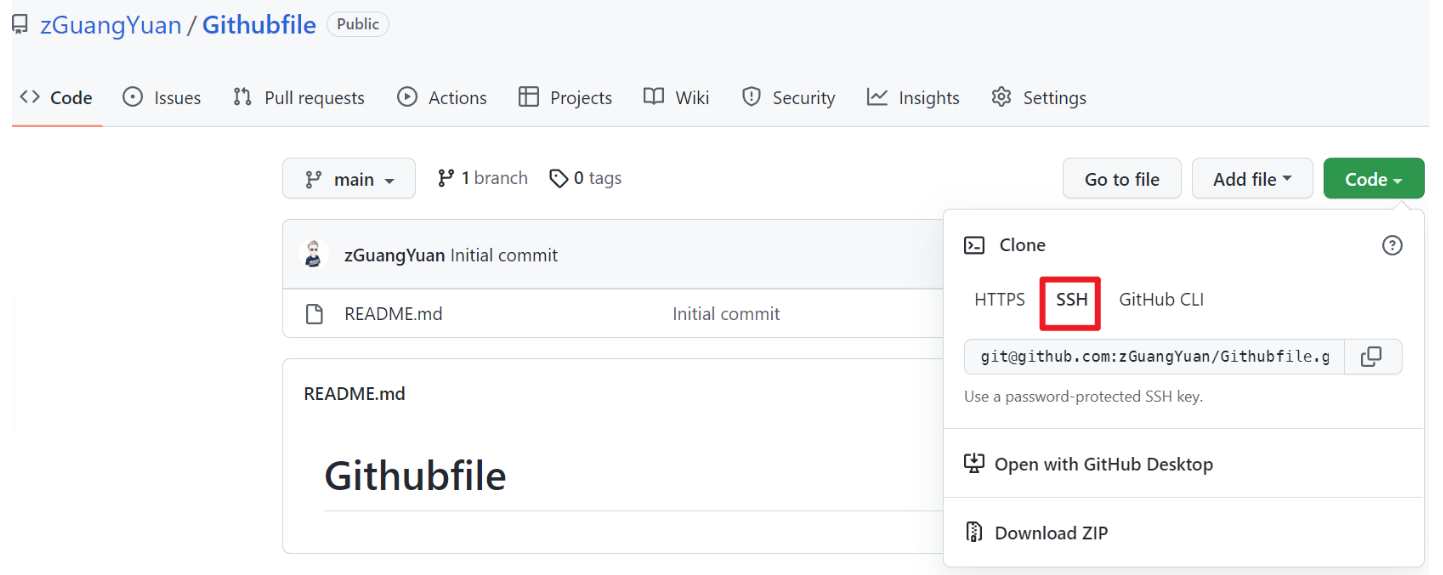 zGuangYuan / Githubfile Public
Code Issues Pull requests Actions Projects Wiki Security Insights Settings
main 1 branch 0 tags Go to file Add file Code
zGuangYuan Initial commit
README.md Initial commit
README.md
Githubfile
Clone
HTTPS SSH GitHub CLI
git@github.com:zGuangYuan/Githubfile.g
Use a password-protected SSH key.
Open with GitHub Desktop
Download ZIP